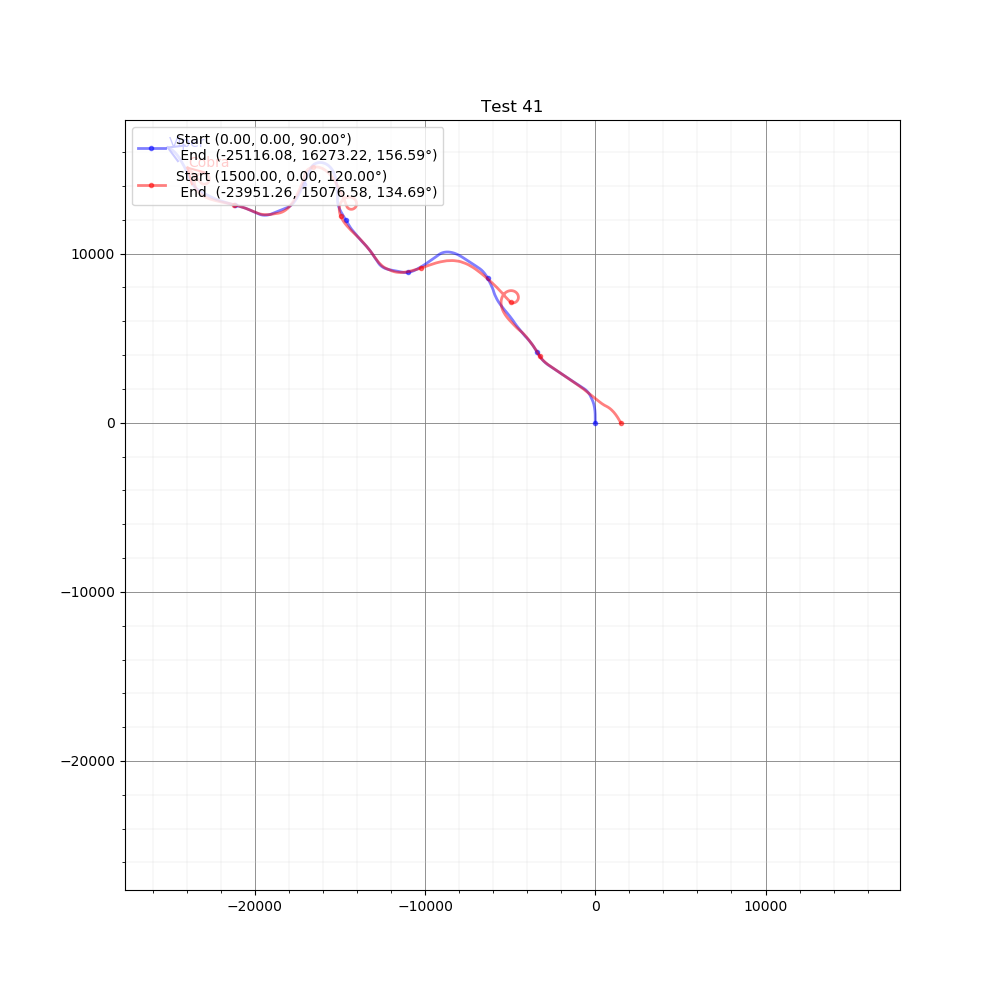 Test 41
Start (0.00, 0.00, 90.00°)
End  (-25116.08, 16273.22, 156.59°)
Start (1500.00, 0.00, 120.00°)
End  (-23951.26, 15076.58, 134.69°)
Cobra
10000
0
−10000
−20000
−20000
−10000
0
10000